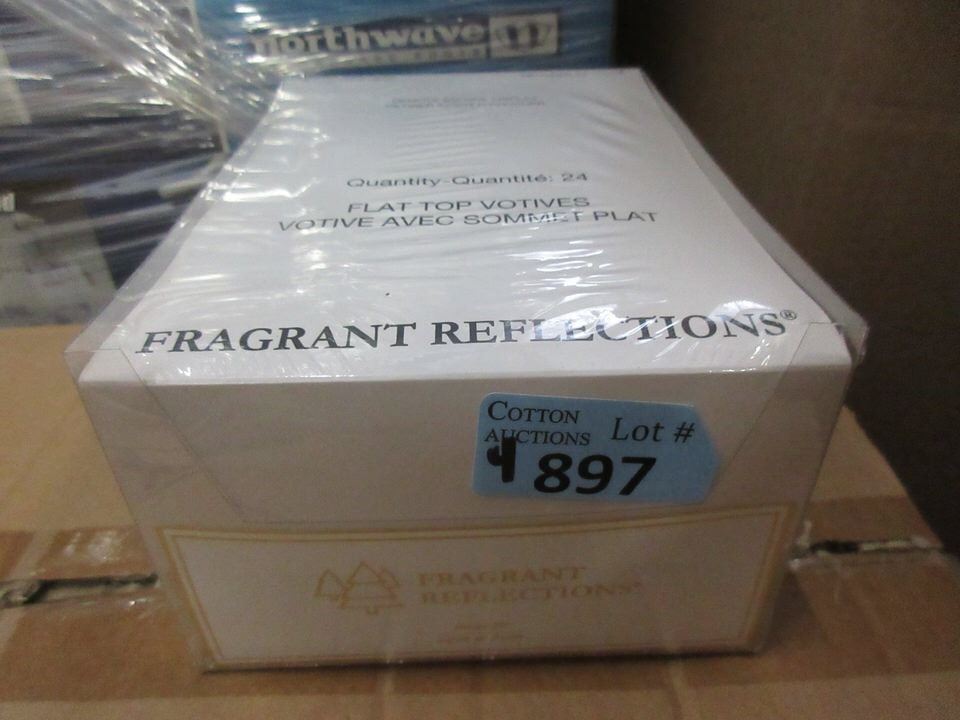 northwave
Quantity-Quantité: 24
FLAT TOP VOTIVES
VOTIVE AVEC SOMMET PLAT
FRAGRANT REFLECTIONS®
COTTON
AUCTIONS Lot #
4 897
FRAGRANT
REFLECTIONS®